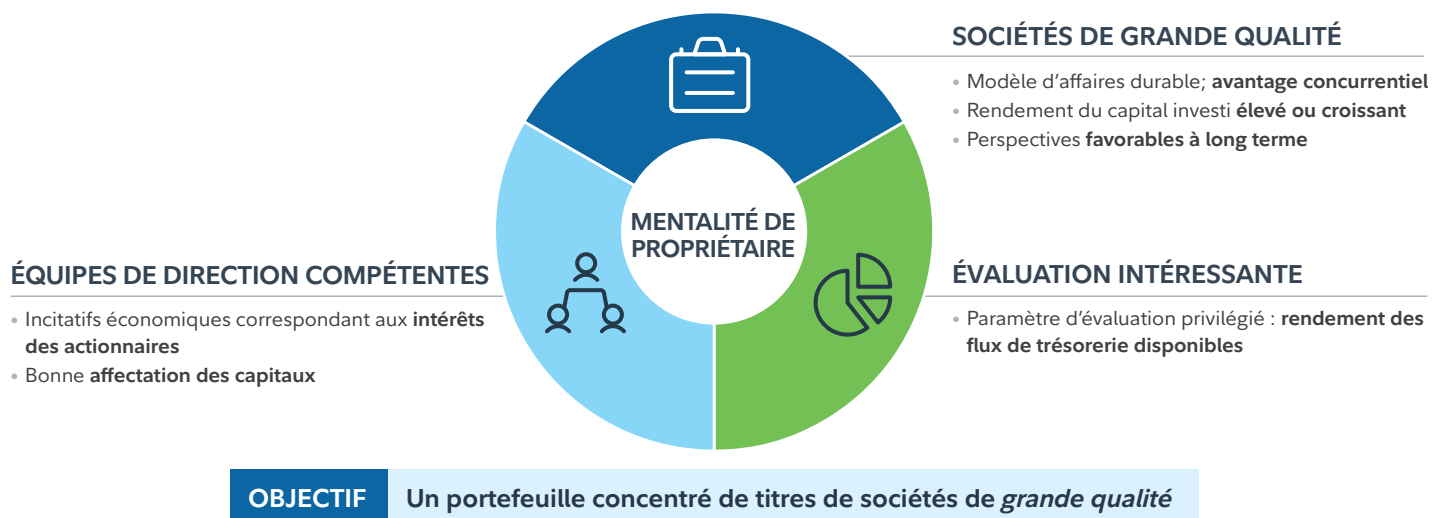 SOCIÉTÉS DE GRANDE QUALITÉ
• Modèle d’affaires durable; avantage concurrentiel
• Rendement du capital investi élevé ou croissant
• Perspectives favorables à long terme
MENTALITÉ DE
PROPRIÉTAIRE
ÉQUIPES DE DIRECTION COMPÉTENTES
• Incitatifs économiques correspondant aux intérêts
des actionnaires
• Bonne affectation des capitaux
ÉVALUATION INTÉRESSANTE
• Paramètre d’évaluation privilégié : rendement des
flux de trésorerie disponibles
OBJECTIF Un portefeuille concentré de titres de sociétés de grande qualité